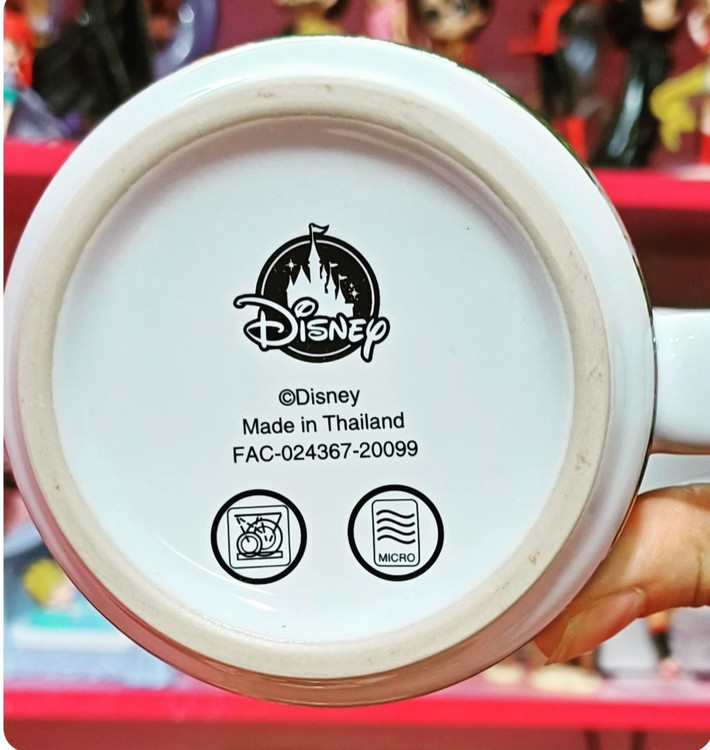 Disney
©Disney
Made in Thailand
FAC-024367-20099
MICRO